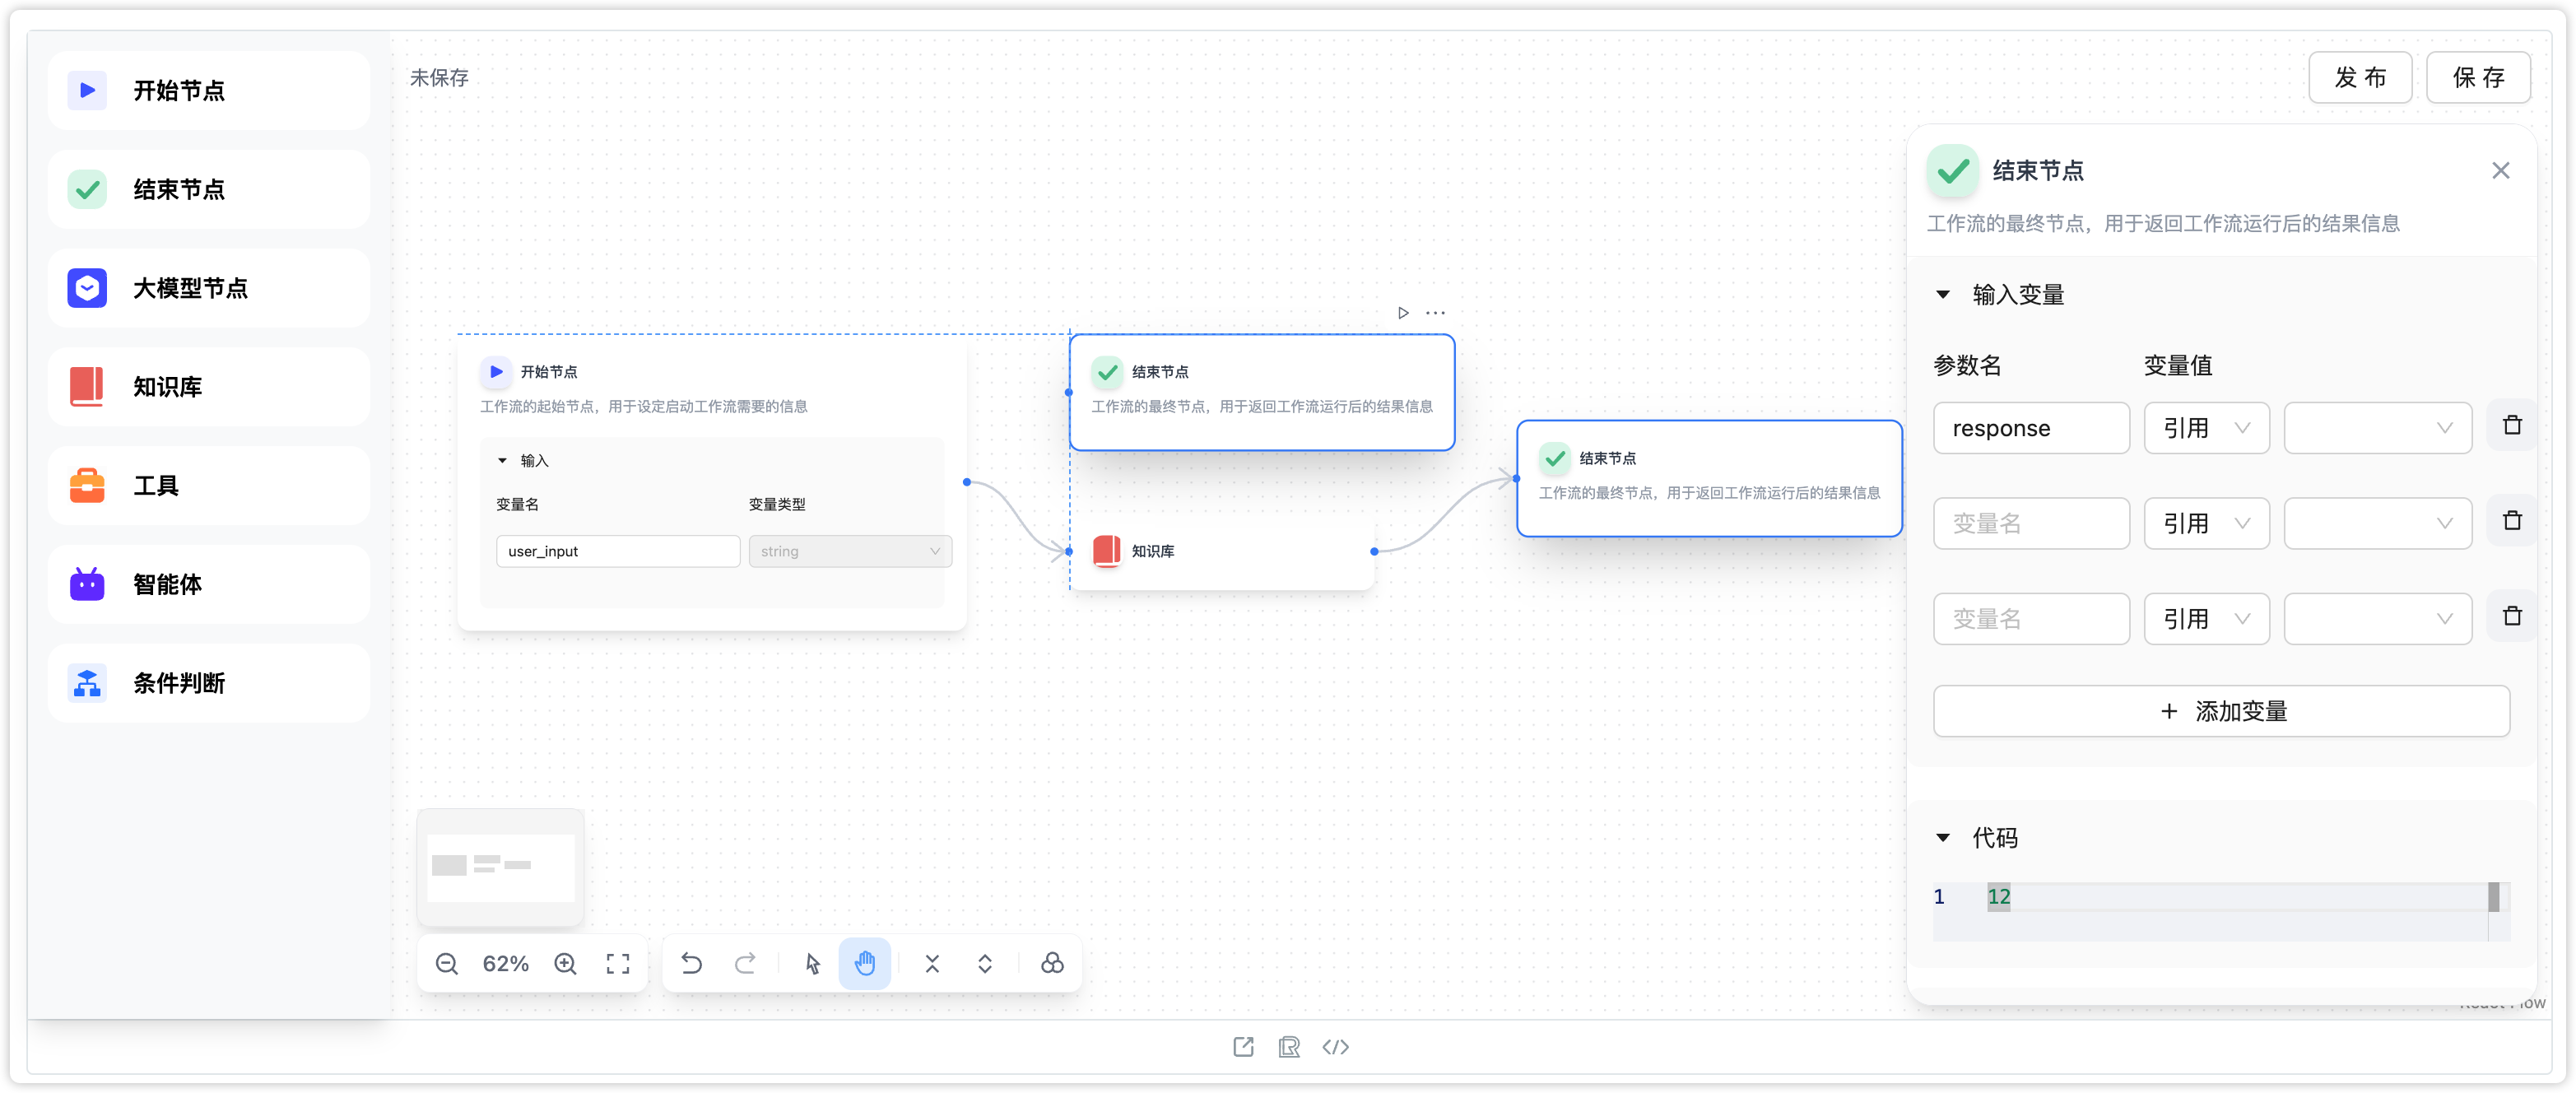 开始节点
结束节点
大模型节点
知识库
工具
智能体
条件判断
未保存
发 布
保 存
开始节点
工作流的起始节点，用于设定启动工作流需要的信息
输入
变量名 变量类型
user_input string
结束节点
工作流的最终节点，用于返回工作流运行后的结果信息
知识库
结束节点
工作流的最终节点，用于返回工作流运行后的结果信息
62%
结束节点
工作流的最终节点，用于返回工作流运行后的结果信息
输入变量
参数名 变量值
response 引用
变量名 引用
变量名 引用
+ 添加变量
代码
1 12
React Flow